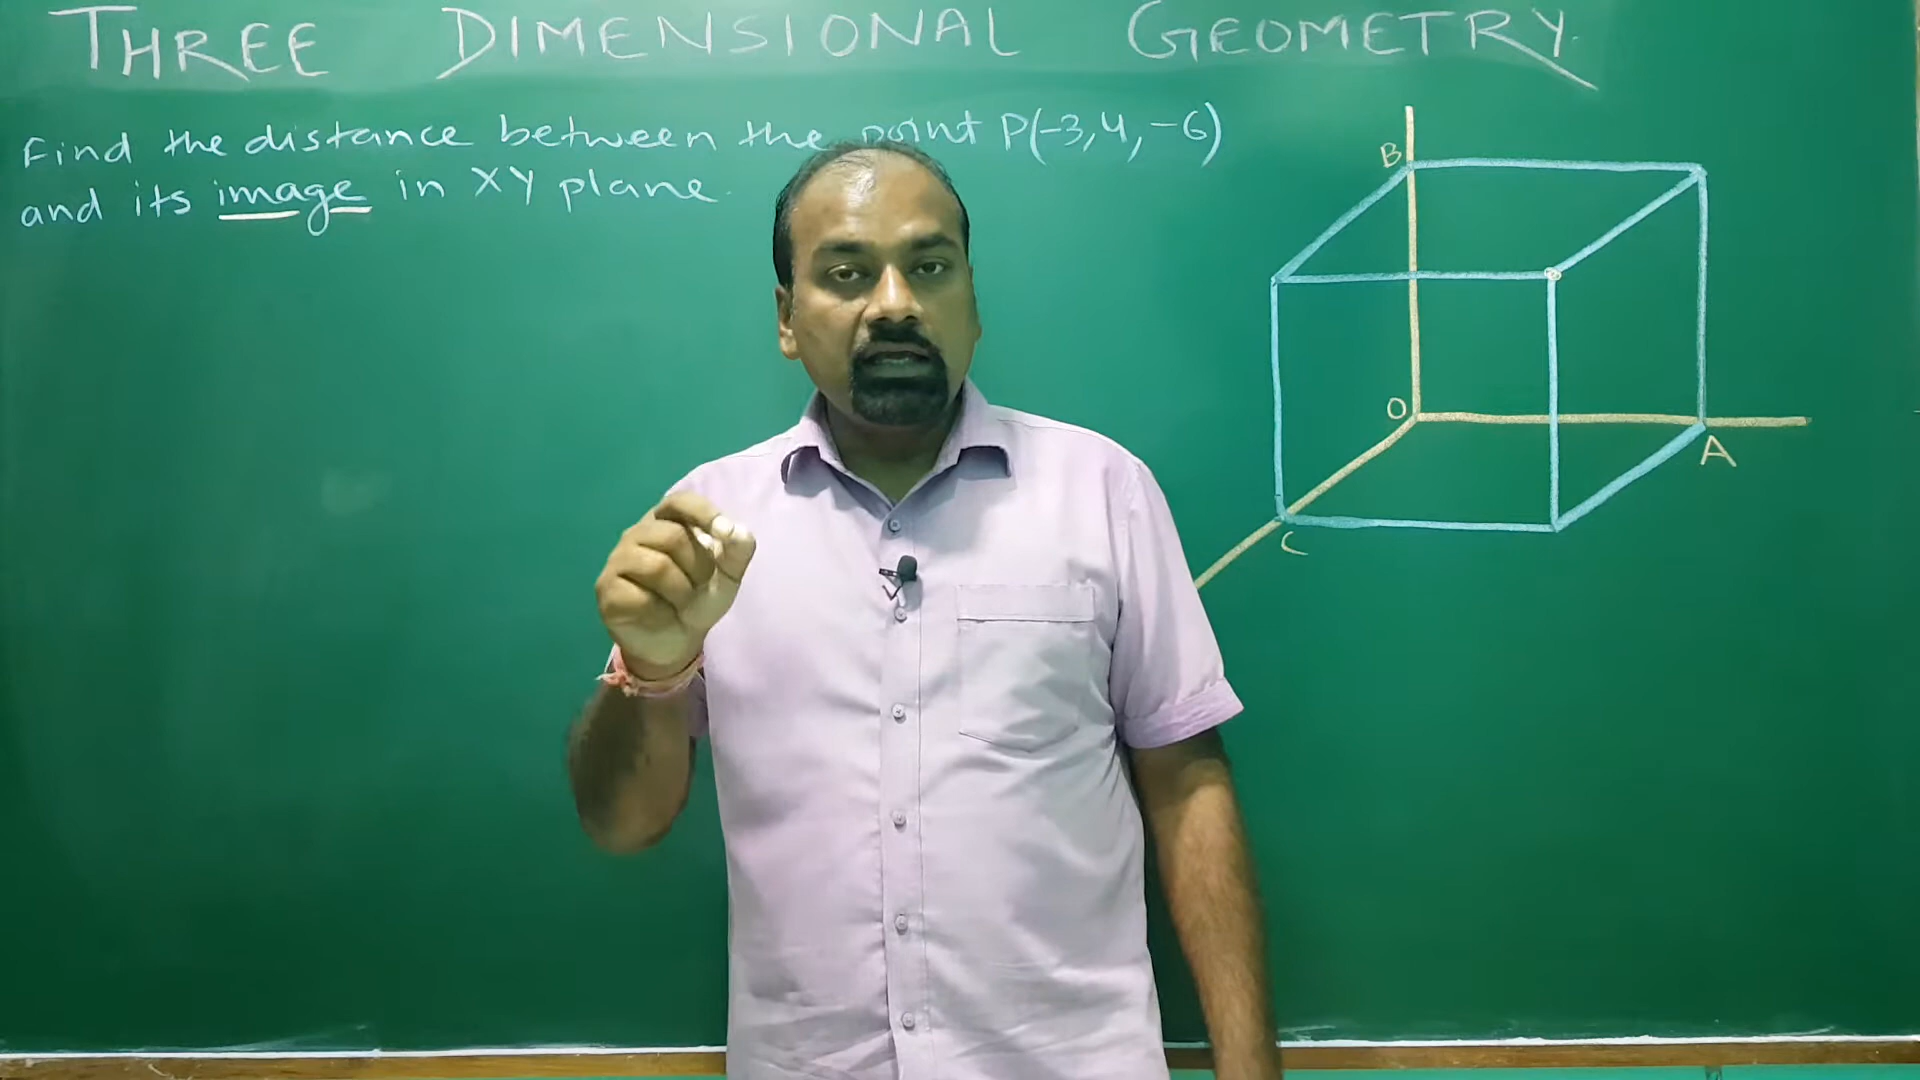 THREE DIMENSIONAL GEOMETRY.
Find the distance between the point P(-3,4,-6)
and its image in XY plane.
B
O
A
C